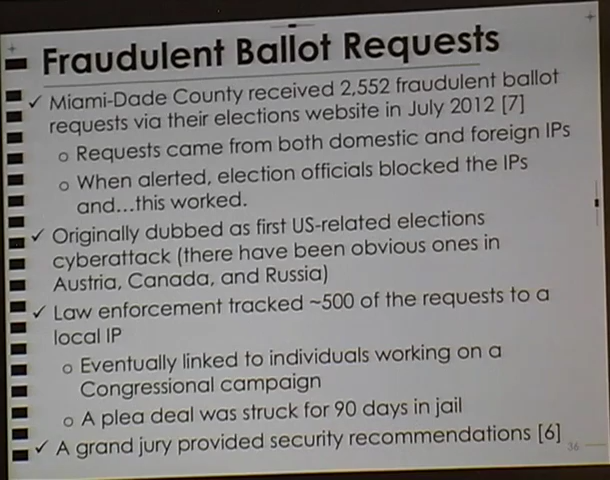 Fraudulent Ballot Requests
✓ Miami-Dade County received 2,552 fraudulent ballot
requests via their elections website in July 2012 [7]
o Requests came from both domestic and foreign IPs
o When alerted, election officials blocked the IPs
and...this worked.
✓ Originally dubbed as first US-related elections
cyberattack (there have been obvious ones in
Austria, Canada, and Russia)
✓ Law enforcement tracked ~500 of the requests to a
local IP
o Eventually linked to individuals working on a
Congressional campaign
o A plea deal was struck for 90 days in jail
✓ A grand jury provided security recommendations [6]
36